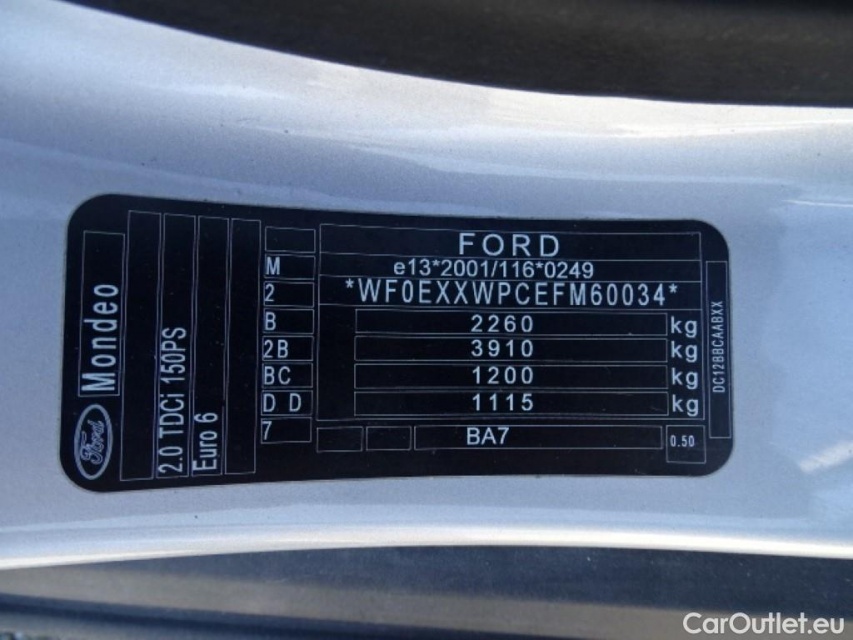 Ford
Mondeo
2.0 TDCi 150PS
Euro 6
FORD
M e13*2001/116*0249
2 *WF0EXXWPCEFM60034*
B 2260 kg
2B 3910 kg
BC 1200 kg
D D 1115 kg
7 BA7 0.50
DC12BBCAABXX
CarOutlet.eu